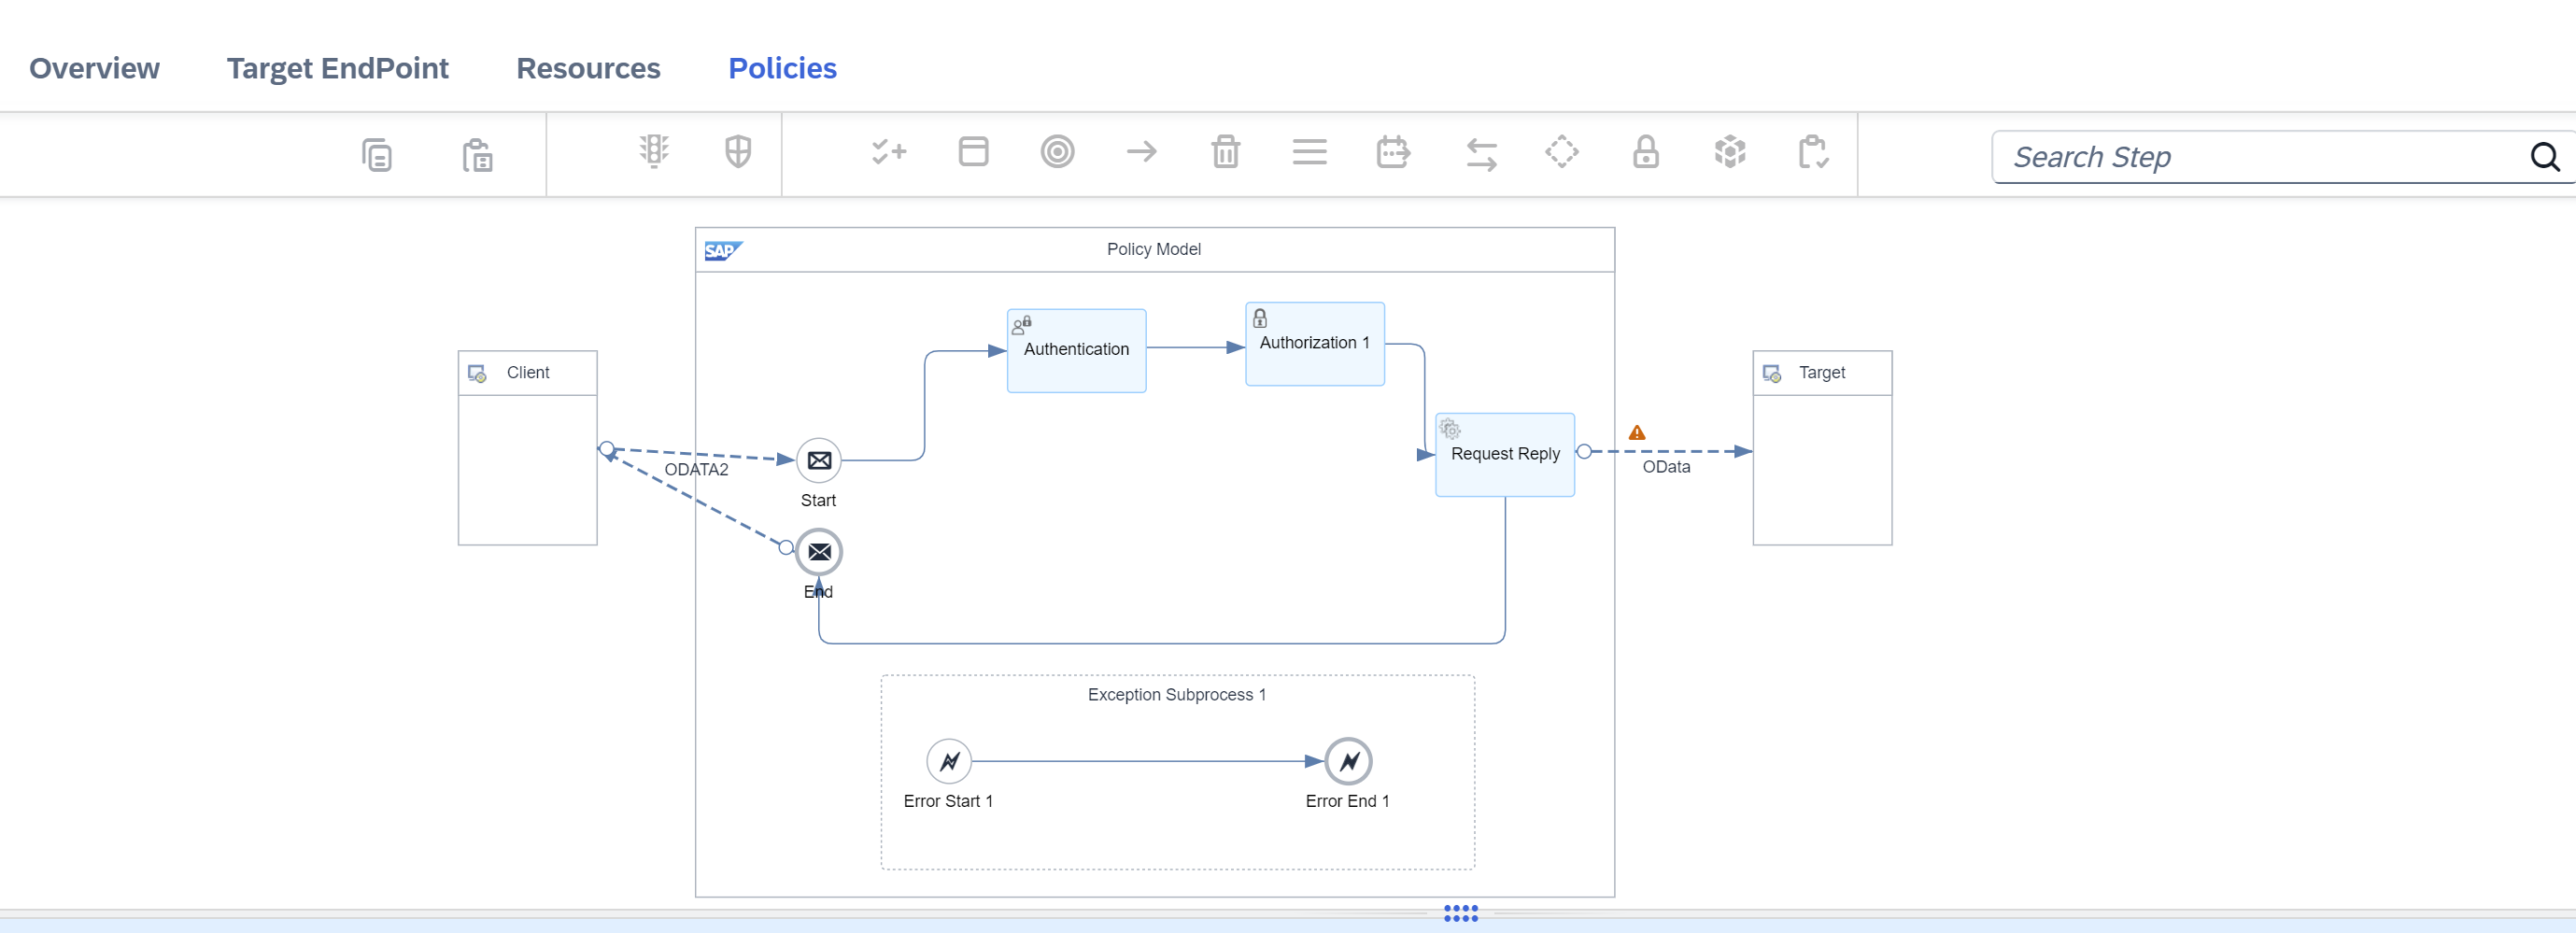 Overview Target EndPoint Resources Policies
Search Step
SAP Policy Model
Authentication
Authorization 1
Client
Target
ODATA2
Request Reply
OData
Start
End
Exception Subprocess 1
Error Start 1
Error End 1